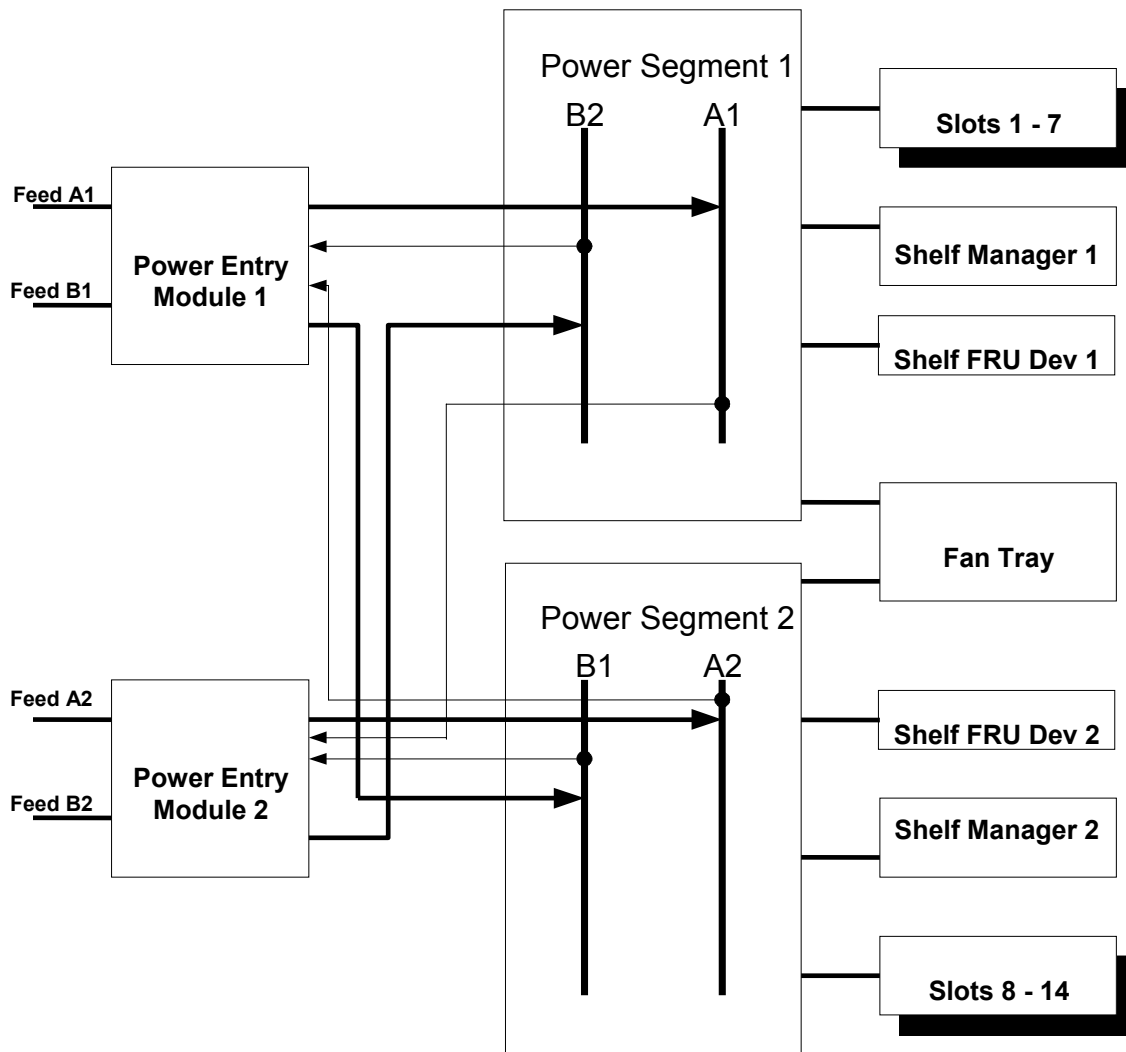 Power Segment 1
B2 A1
Slots 1 - 7
Feed A1
Shelf Manager 1
Power Entry
Module 1
Feed B1
Shelf FRU Dev 1
Fan Tray
Power Segment 2
B1 A2
Feed A2
Shelf FRU Dev 2
Power Entry
Module 2
Feed B2
Shelf Manager 2
Slots 8 - 14